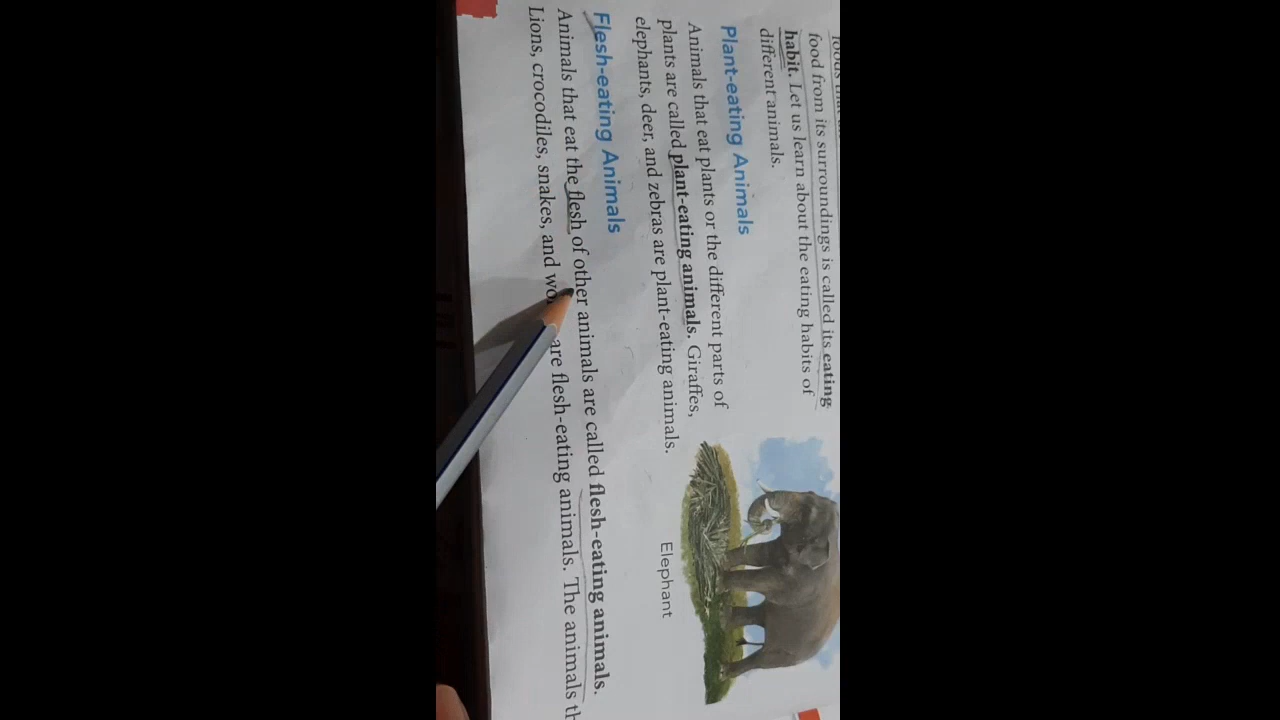 food from its surroundings is called its eating
habit. Let us learn about the eating habits of
different animals.
Plant-eating Animals
Animals that eat plants or the different parts of
plants are called plant-eating animals. Giraffes,
elephants, deer, and zebras are plant-eating animals.
Elephant
Flesh-eating Animals
Animals that eat the flesh of other animals are called flesh-eating animals.
Lions, crocodiles, snakes, and are flesh-eating animals. The animals